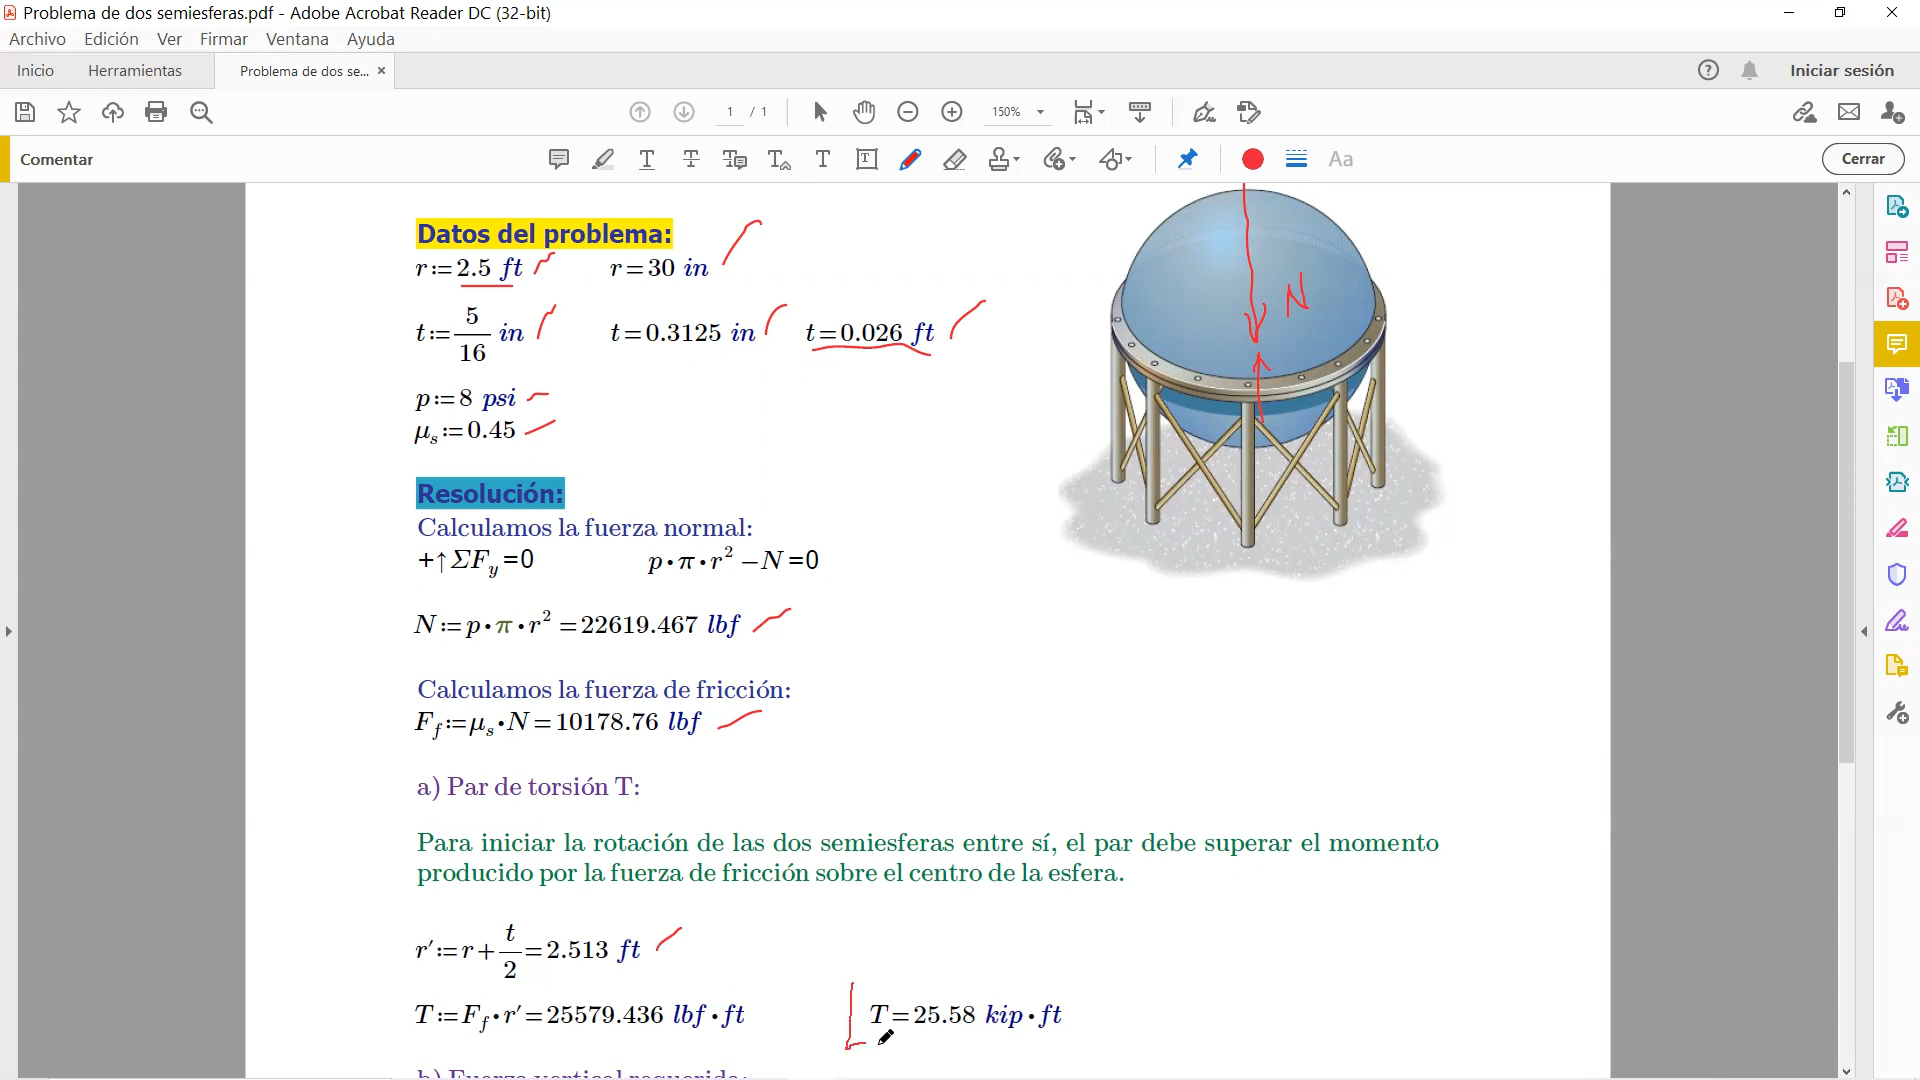 Problema de dos semiesferas.pdf - Adobe Acrobat Reader DC (32-bit)
Archivo Edición Ver Firmar Ventana Ayuda
Inicio Herramientas Problema de dos se... × Iniciar sesión
1 / 1 150%
Comentar Aa Cerrar
Datos del problema:
r:=2.5 ft r=30 in
t:=5/16 in t=0.3125 in t=0.026 ft
p:=8 psi
μs:=0.45
N
Resolución:
Calculamos la fuerza normal:
+↑ΣFy=0 p•π•r²−N=0
N:=p•π•r²=22619.467 lbf
Calculamos la fuerza de fricción:
Ff:=μs•N=10178.76 lbf
a) Par de torsión T:
Para iniciar la rotación de las dos semiesferas entre sí, el par debe superar el momento
producido por la fuerza de fricción sobre el centro de la esfera.
r′:=r+t/2=2.513 ft
T:=Ff•r′=25579.436 lbf•ft T=25.58 kip•ft
b) Fuerza vertical requerida: